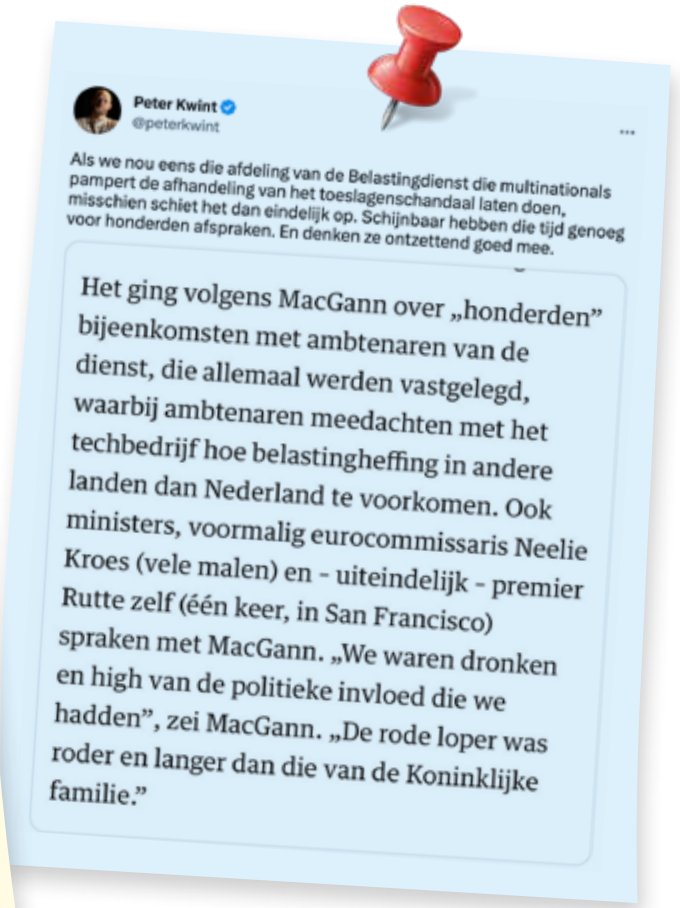 Peter Kwint
@peterkwint
...
Als we nou eens die afdeling van de Belastingdienst die multinationals
pampert de afhandeling van het toeslagenschandaal laten doen,
misschien schiet het dan eindelijk op. Schijnbaar hebben die tijd genoeg
voor honderden afspraken. En denken ze ontzettend goed mee.
Het ging volgens MacGann over „honderden”
bijeenkomsten met ambtenaren van de
dienst, die allemaal werden vastgelegd,
waarbij ambtenaren meedachten met het
techbedrijf hoe belastingheffing in andere
landen dan Nederland te voorkomen. Ook
ministers, voormalig eurocommissaris Neelie
Kroes (vele malen) en – uiteindelijk – premier
Rutte zelf (één keer, in San Francisco)
spraken met MacGann. „We waren dronken
en high van de politieke invloed die we
hadden”, zei MacGann. „De rode loper was
roder en langer dan die van de Koninklijke
familie.”